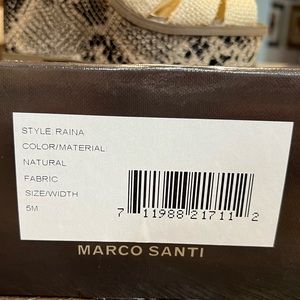 STYLE: RAINA
COLOR/MATERIAL:
NATURAL
FABRIC
SIZE/WIDTH
5M
7 11988 21711 2
MARCO SANTI